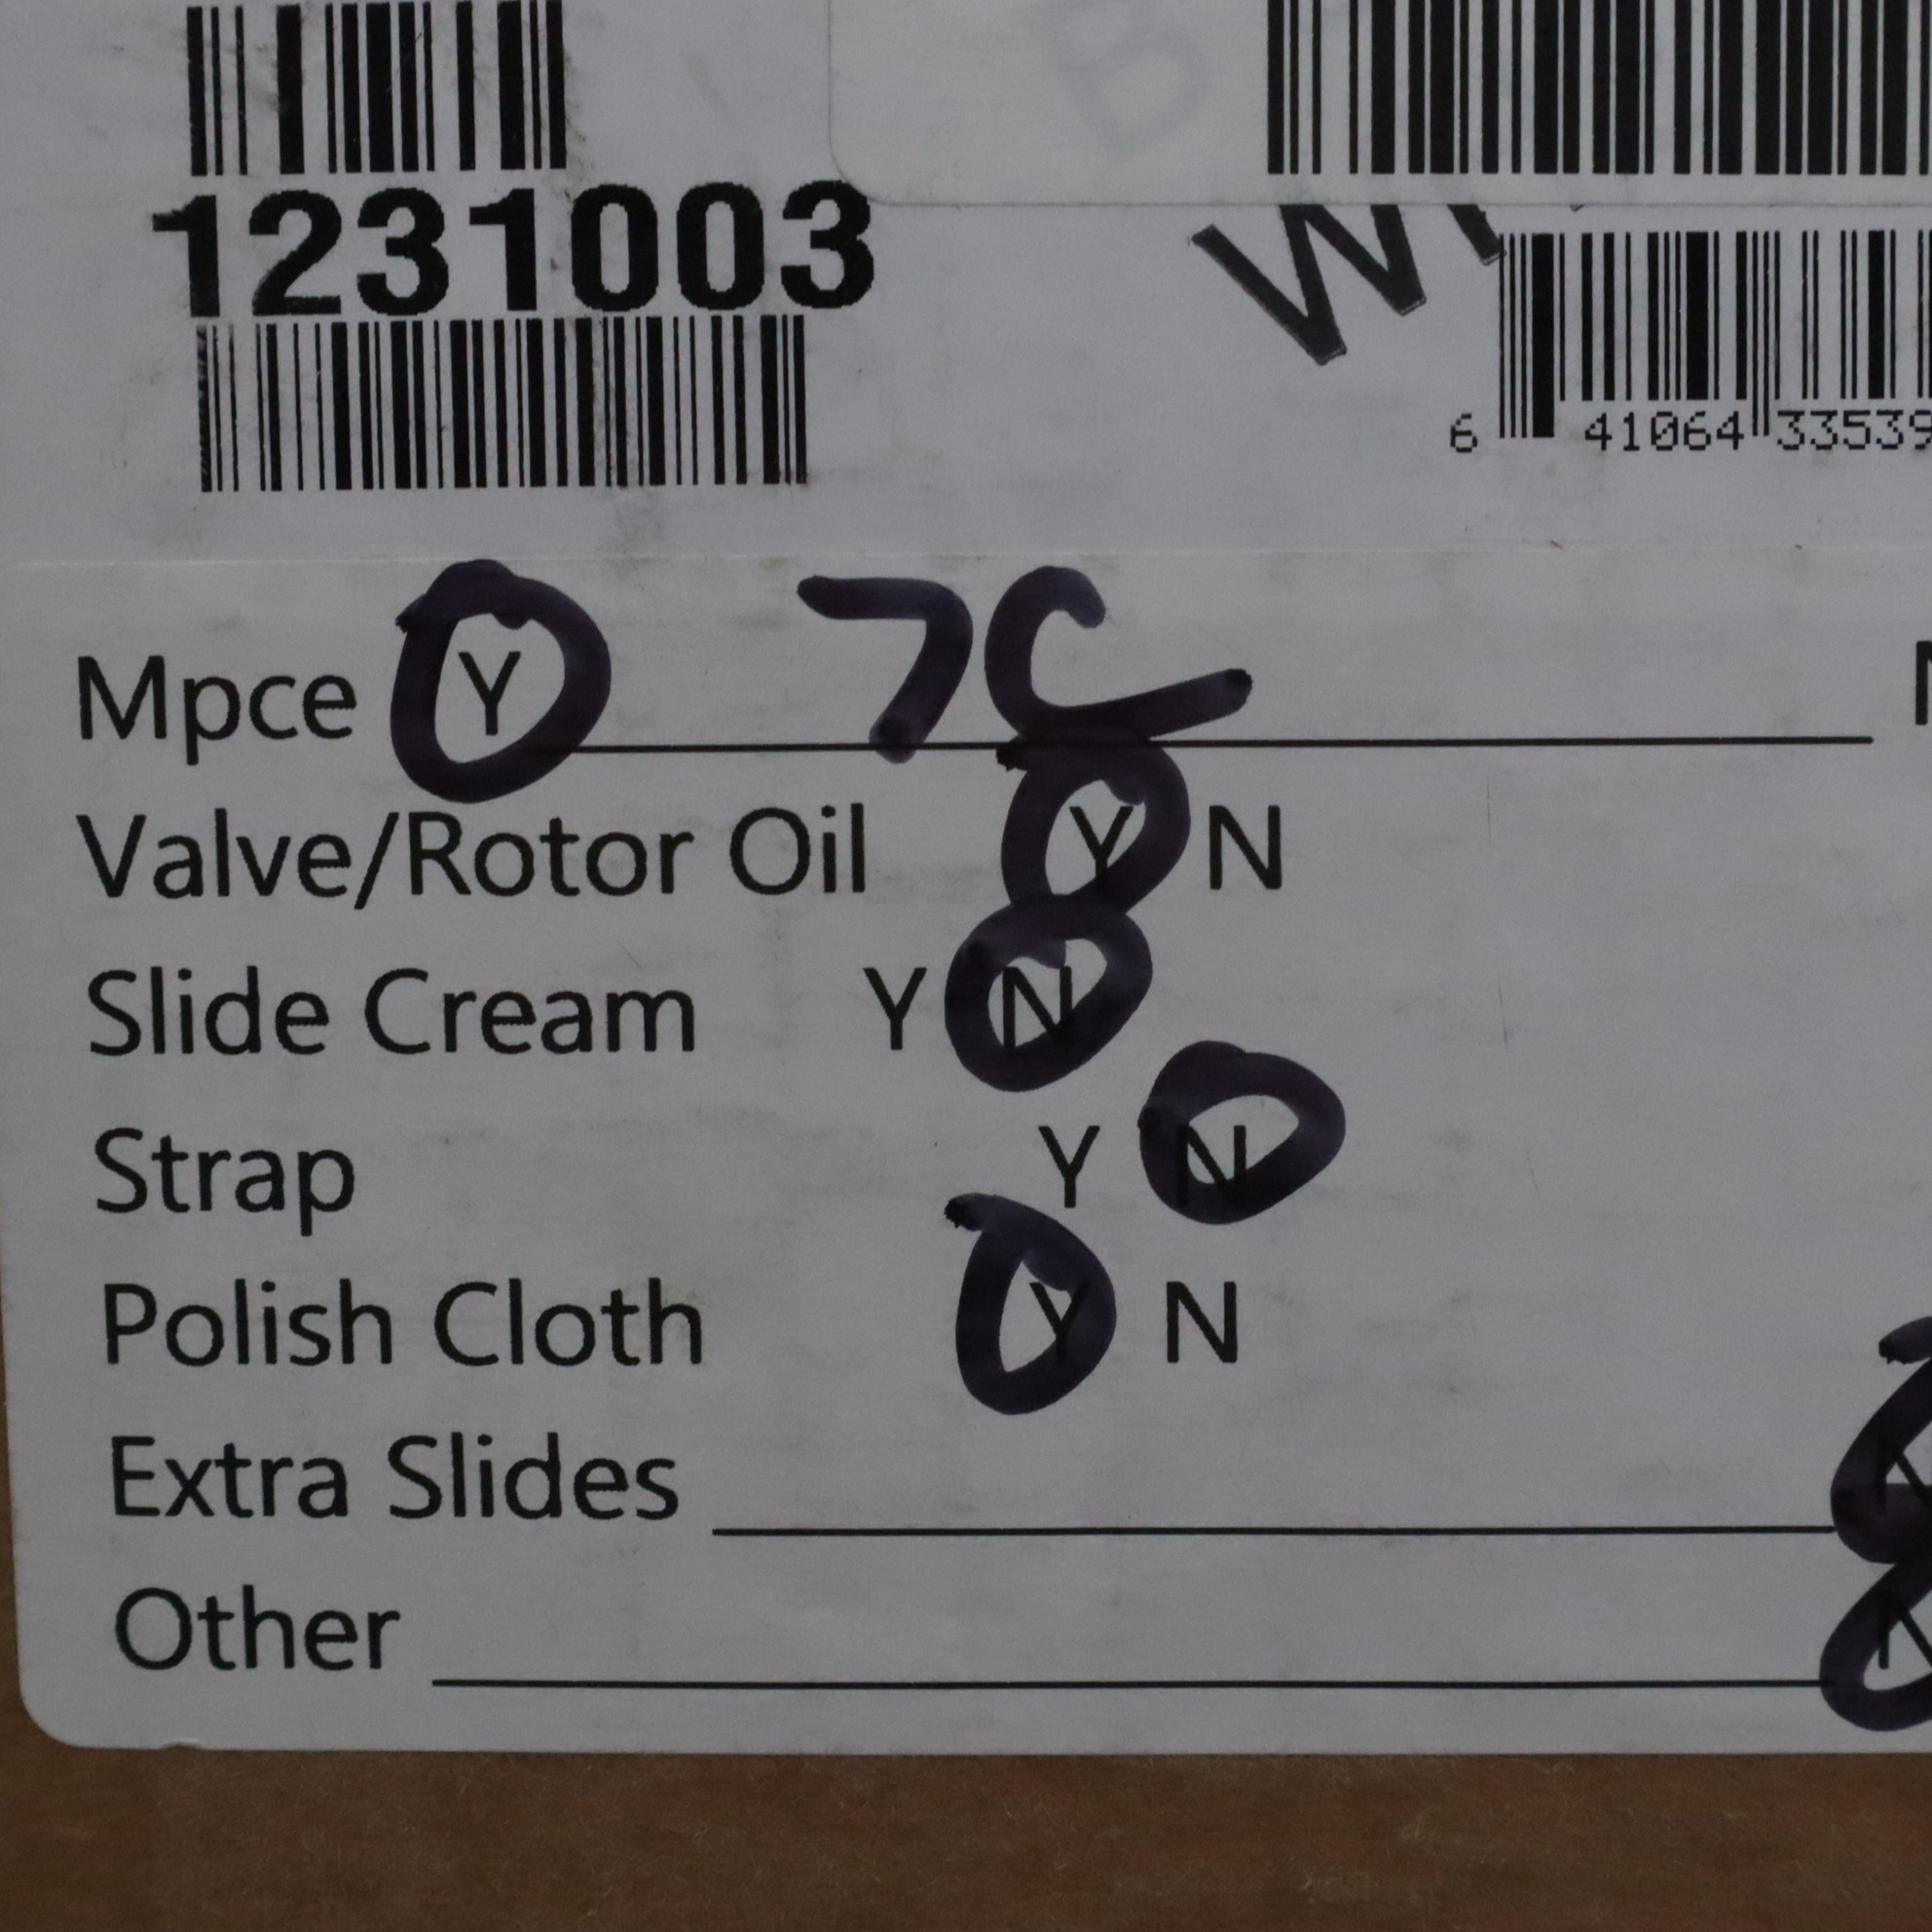 1231003
6 41064 33539
Mpce Y 7C
Valve/Rotor Oil Y N
Slide Cream Y N
Strap Y N
Polish Cloth Y N
Extra Slides
Other